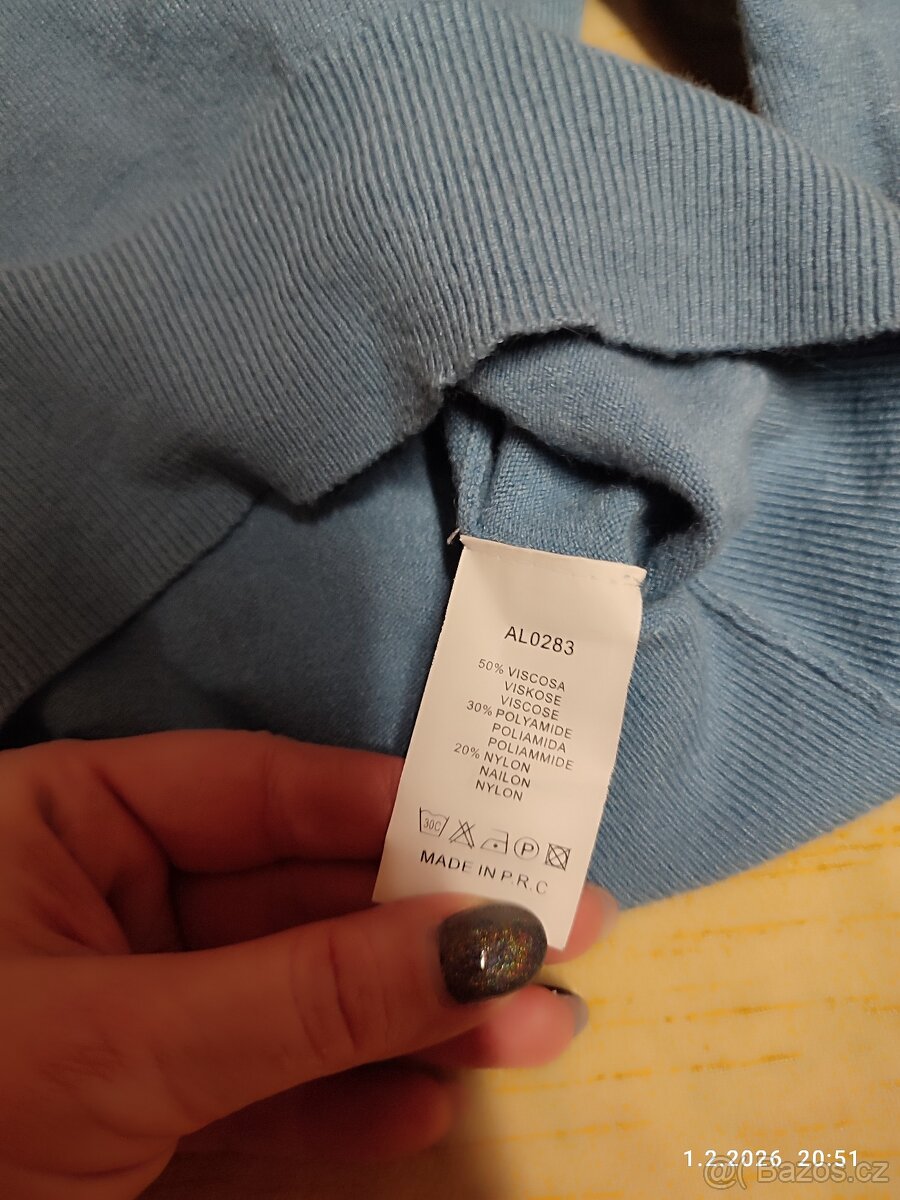 AL0283
50% VISCOSA
VISKOSE
VISCOSE
30% POLYAMIDE
POLIAMIDA
POLIAMMIDE
20% NYLON
NAILON
NYLON
30C P
MADE IN P.R.C
1.2.2026 20:51
Bazos.cz